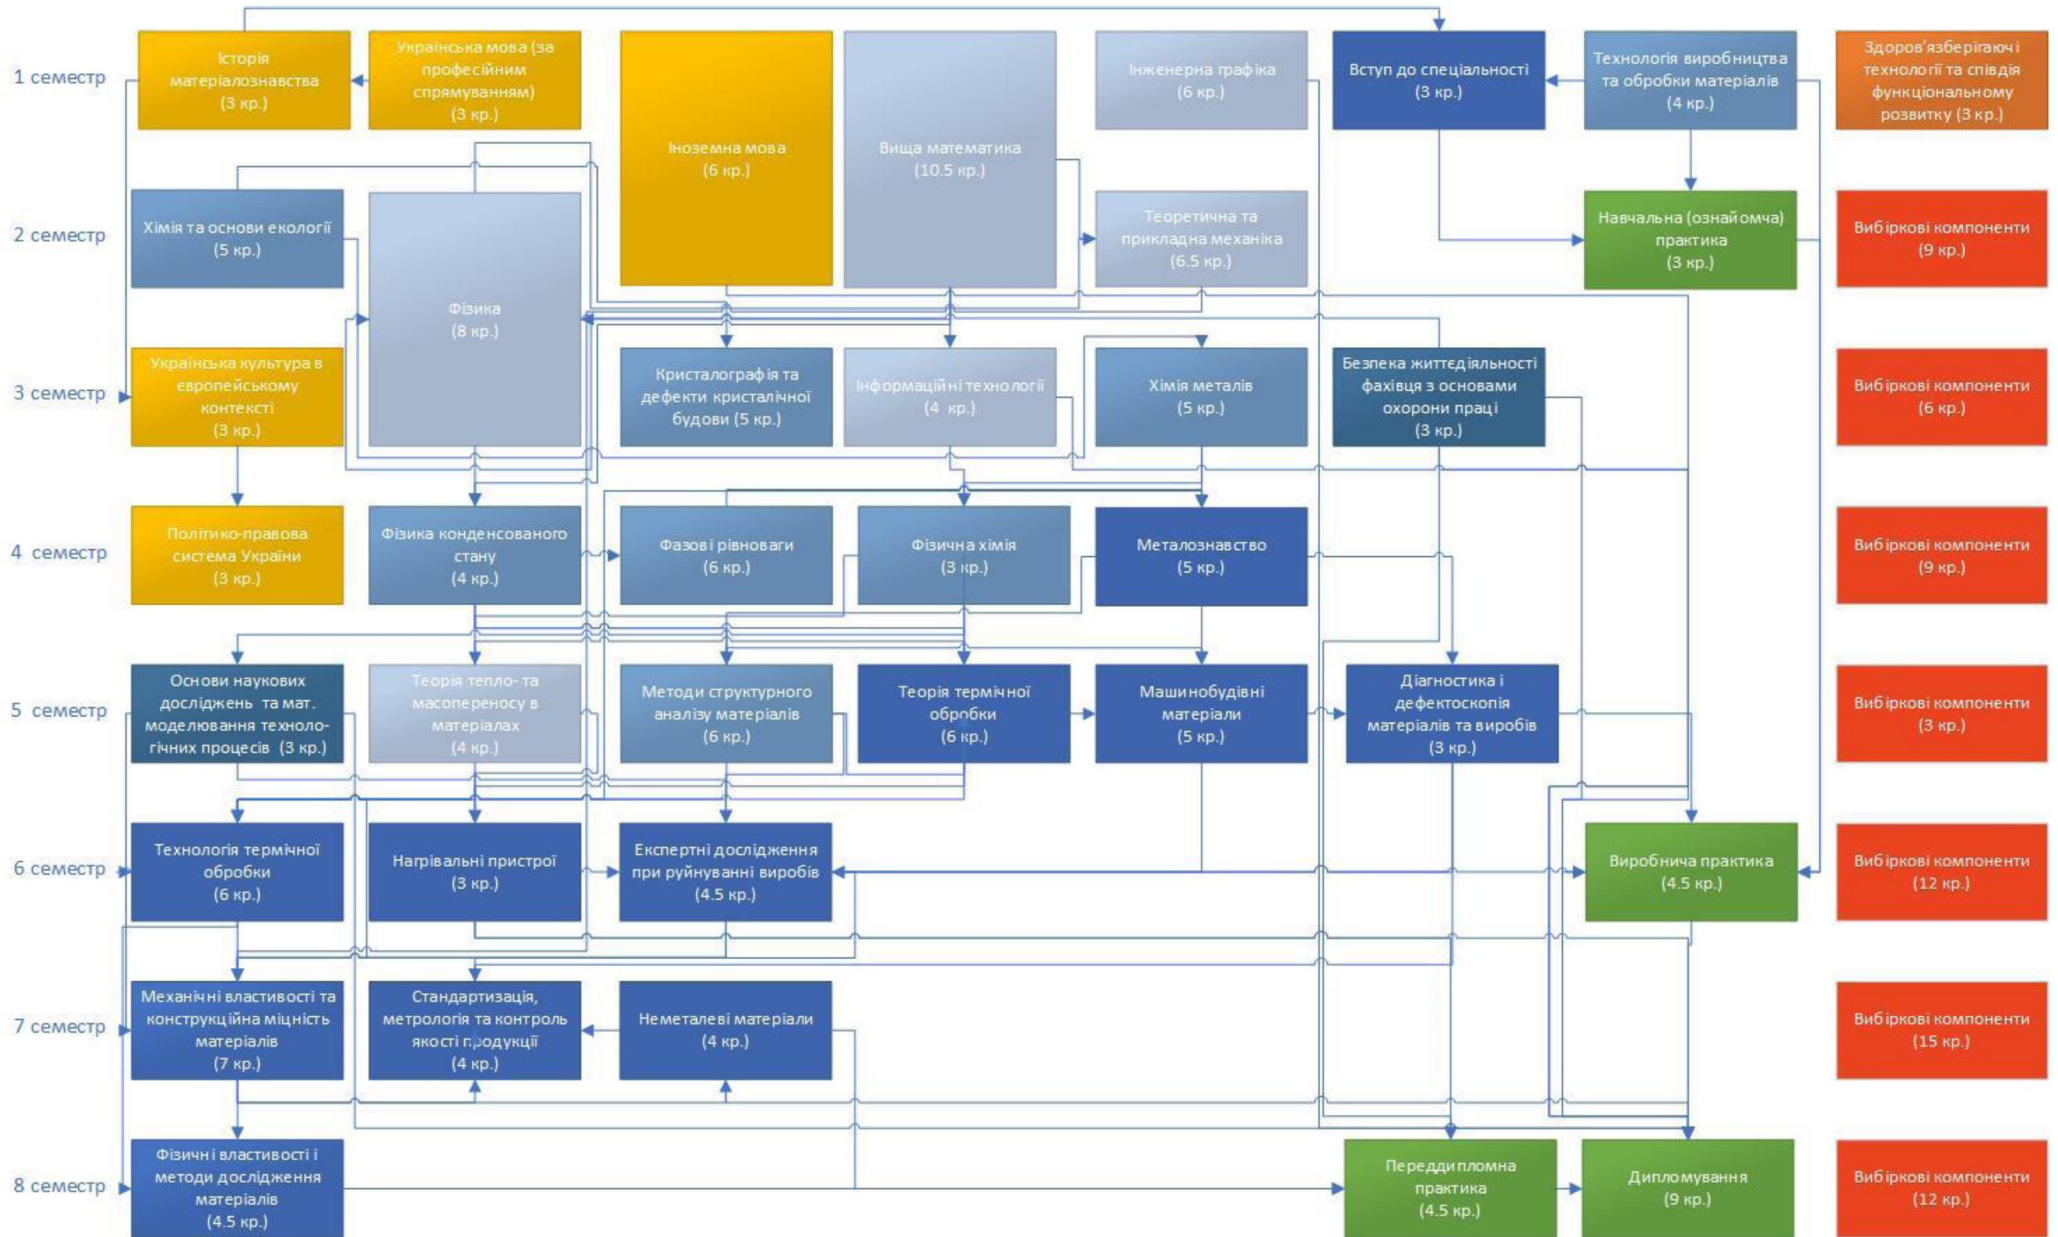 1 семестр
Історія
матеріалознавства
(3 кр.)
Українська мова (за
професійним
спрямуванням)
(3 кр.)
Іноземна мова
(6 кр.)
Вища математика
(10.5 кр.)
Інженерна графіка
(6 кр.)
Вступ до спеціальності
(3 кр.)
Технологія виробництва
та обробки матеріалів
(4 кр.)
Здоров'язберігаючі
технології та співдія
функціональному
розвитку (3 кр.)
2 семестр
Хімія та основи екології
(5 кр.)
Фізика
(8 кр.)
Теоретична та
прикладна механіка
(6.5 кр.)
Навчальна (ознайомча)
практика
(3 кр.)
Вибіркові компоненти
(9 кр.)
3 семестр
Українська культура в
європейському
контексті
(3 кр.)
Кристалографія та
дефекти кристалічної
будови (5 кр.)
Інформаційні технології
(4 кр.)
Хімія металів
(5 кр.)
Безпека життєдіяльності
фахівця з основами
охорони праці
(3 кр.)
Вибіркові компоненти
(6 кр.)
4 семестр
Політико-правова
система України
(3 кр.)
Фізика конденсованого
стану
(4 кр.)
Фазові рівноваги
(6 кр.)
Фізична хімія
(3 кр.)
Металознавство
(5 кр.)
Вибіркові компоненти
(9 кр.)
5 семестр
Основи наукових
досліджень та мат.
моделювання техноло-
гічних процесів (3 кр.)
Теорія тепло- та
масопереносу в
матеріалах
(4 кр.)
Методи структурного
аналізу матеріалів
(6 кр.)
Теорія термічної
обробки
(6 кр.)
Машинобудівні
матеріали
(5 кр.)
Діагностика і
дефектоскопія
матеріалів та виробів
(3 кр.)
Вибіркові компоненти
(3 кр.)
6 семестр
Технологія термічної
обробки
(6 кр.)
Нагрівальні пристрої
(3 кр.)
Експертні дослідження
при руйнуванні виробів
(4.5 кр.)
Виробнича практика
(4.5 кр.)
Вибіркові компоненти
(12 кр.)
7 семестр
Механічні властивості та
конструкційна міцність
матеріалів
(7 кр.)
Стандартизація,
метрологія та контроль
якості продукції
(4 кр.)
Неметалеві матеріали
(4 кр.)
Вибіркові компоненти
(15 кр.)
8 семестр
Фізичні властивості і
методи дослідження
матеріалів
(4.5 кр.)
Переддипломна
практика
(4.5 кр.)
Дипломування
(9 кр.)
Вибіркові компоненти
(12 кр.)